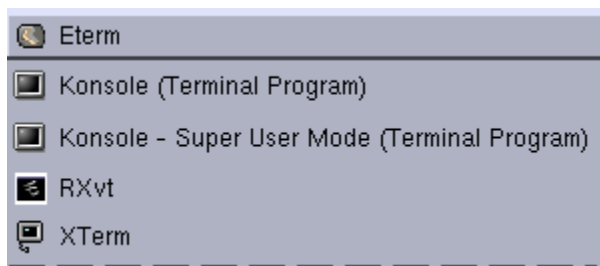 Eterm
Konsole (Terminal Program)
Konsole - Super User Mode (Terminal Program)
RXvt
XTerm